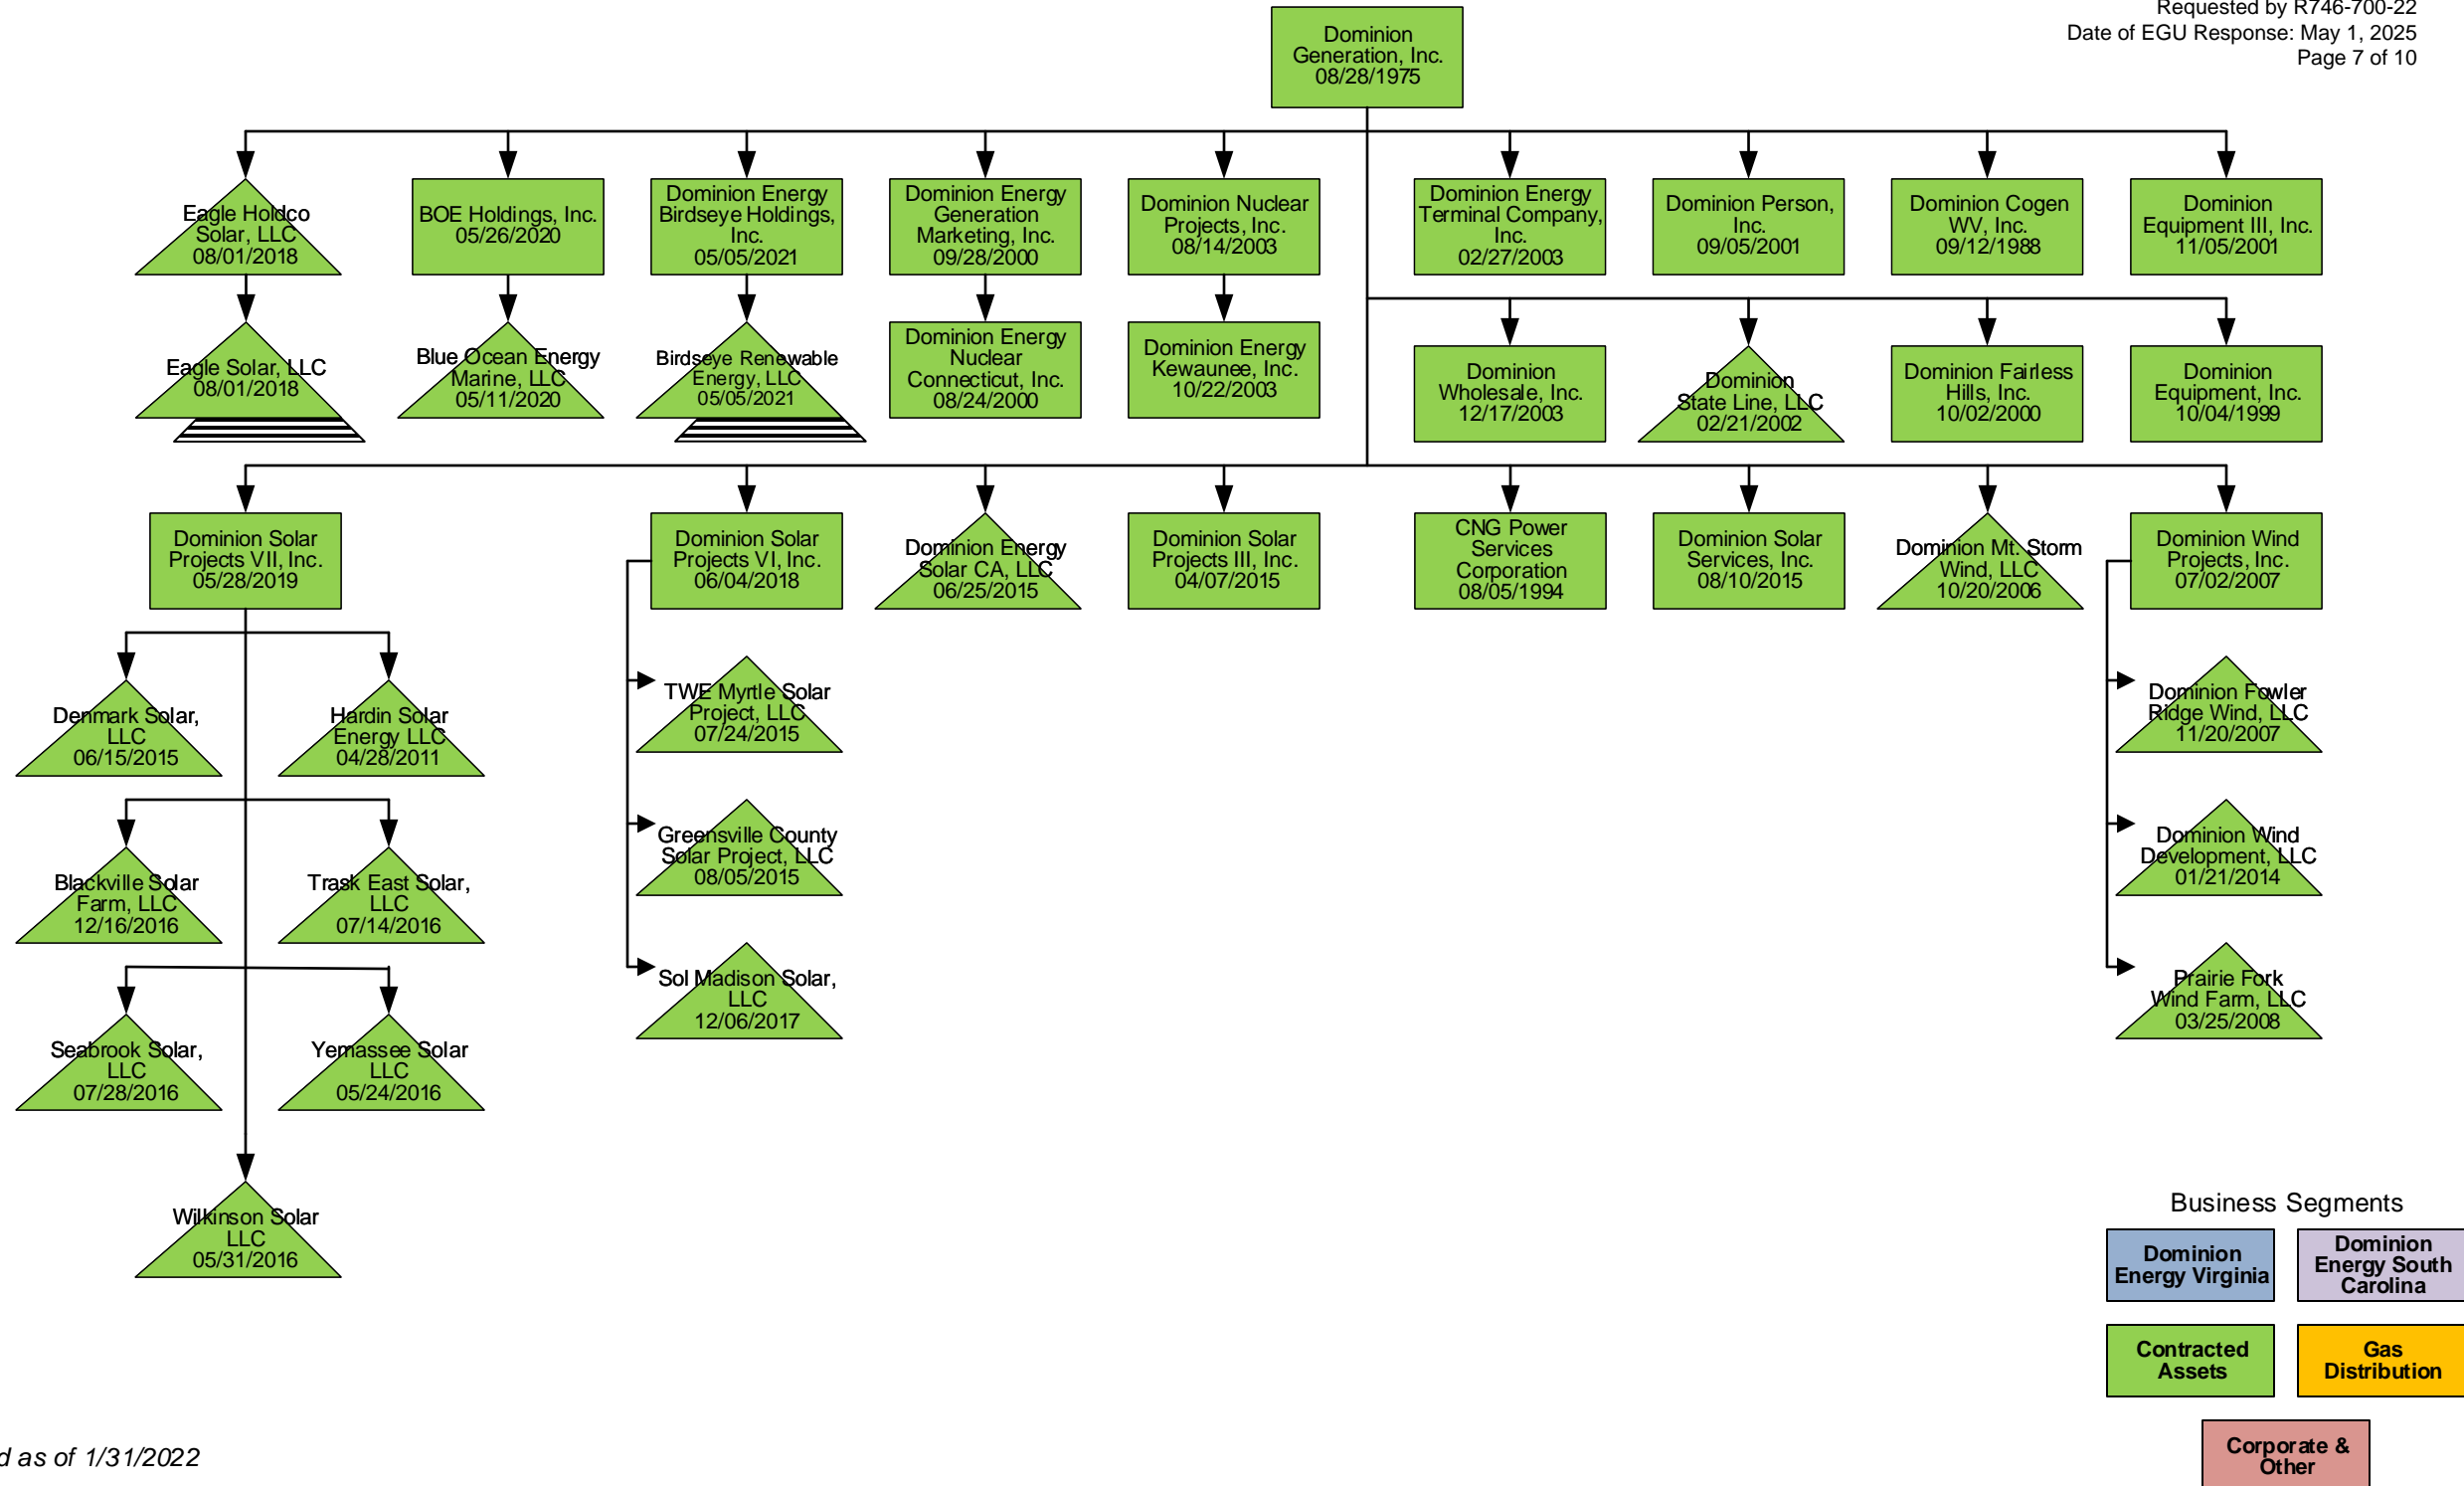 Requested by R746-700-22
Date of EGU Response: May 1, 2025
Page 7 of 10
Dominion
Generation, Inc.
08/28/1975
Eagle Holdco
Solar, LLC
08/01/2018
BOE Holdings, Inc.
05/26/2020
Dominion Energy
Birdseye Holdings,
Inc.
05/05/2021
Dominion Energy
Generation
Marketing, Inc.
09/28/2000
Dominion Nuclear
Projects, Inc.
08/14/2003
Dominion Energy
Terminal Company,
Inc.
02/27/2003
Dominion Person,
Inc.
09/05/2001
Dominion Cogen
WV, Inc.
09/12/1988
Dominion
Equipment III, Inc.
11/05/2001
Eagle Solar, LLC
08/01/2018
Blue Ocean Energy
Marine, LLC
05/11/2020
Birdseye Renewable
Energy, LLC
05/05/2021
Dominion Energy
Nuclear
Connecticut, Inc.
08/24/2000
Dominion Energy
Kewaunee, Inc.
10/22/2003
Dominion
Wholesale, Inc.
12/17/2003
Dominion
State Line, LLC
02/21/2002
Dominion Fairless
Hills, Inc.
10/02/2000
Dominion
Equipment, Inc.
10/04/1999
Dominion Solar
Projects VII, Inc.
05/28/2019
Dominion Solar
Projects VI, Inc.
06/04/2018
Dominion Energy
Solar CA, LLC
06/25/2015
Dominion Solar
Projects III, Inc.
04/07/2015
CNG Power
Services
Corporation
08/05/1994
Dominion Solar
Services, Inc.
08/10/2015
Dominion Mt. Storm
Wind, LLC
10/20/2006
Dominion Wind
Projects, Inc.
07/02/2007
Denmark Solar,
LLC
06/15/2015
Hardin Solar
Energy LLC
04/28/2011
TWE Myrtle Solar
Project, LLC
07/24/2015
Dominion Fowler
Ridge Wind, LLC
11/20/2007
Blackville Solar
Farm, LLC
12/16/2016
Trask East Solar,
LLC
07/14/2016
Greensville County
Solar Project, LLC
08/05/2015
Dominion Wind
Development, LLC
01/21/2014
Seabrook Solar,
LLC
07/28/2016
Yemassee Solar
LLC
05/24/2016
Sol Madison Solar,
LLC
12/06/2017
Prairie Fork
Wind Farm, LLC
03/25/2008
Wilkinson Solar
LLC
05/31/2016
Business Segments
Dominion
Energy Virginia
Dominion
Energy South
Carolina
Contracted
Assets
Gas
Distribution
Corporate &
Other
d as of 1/31/2022